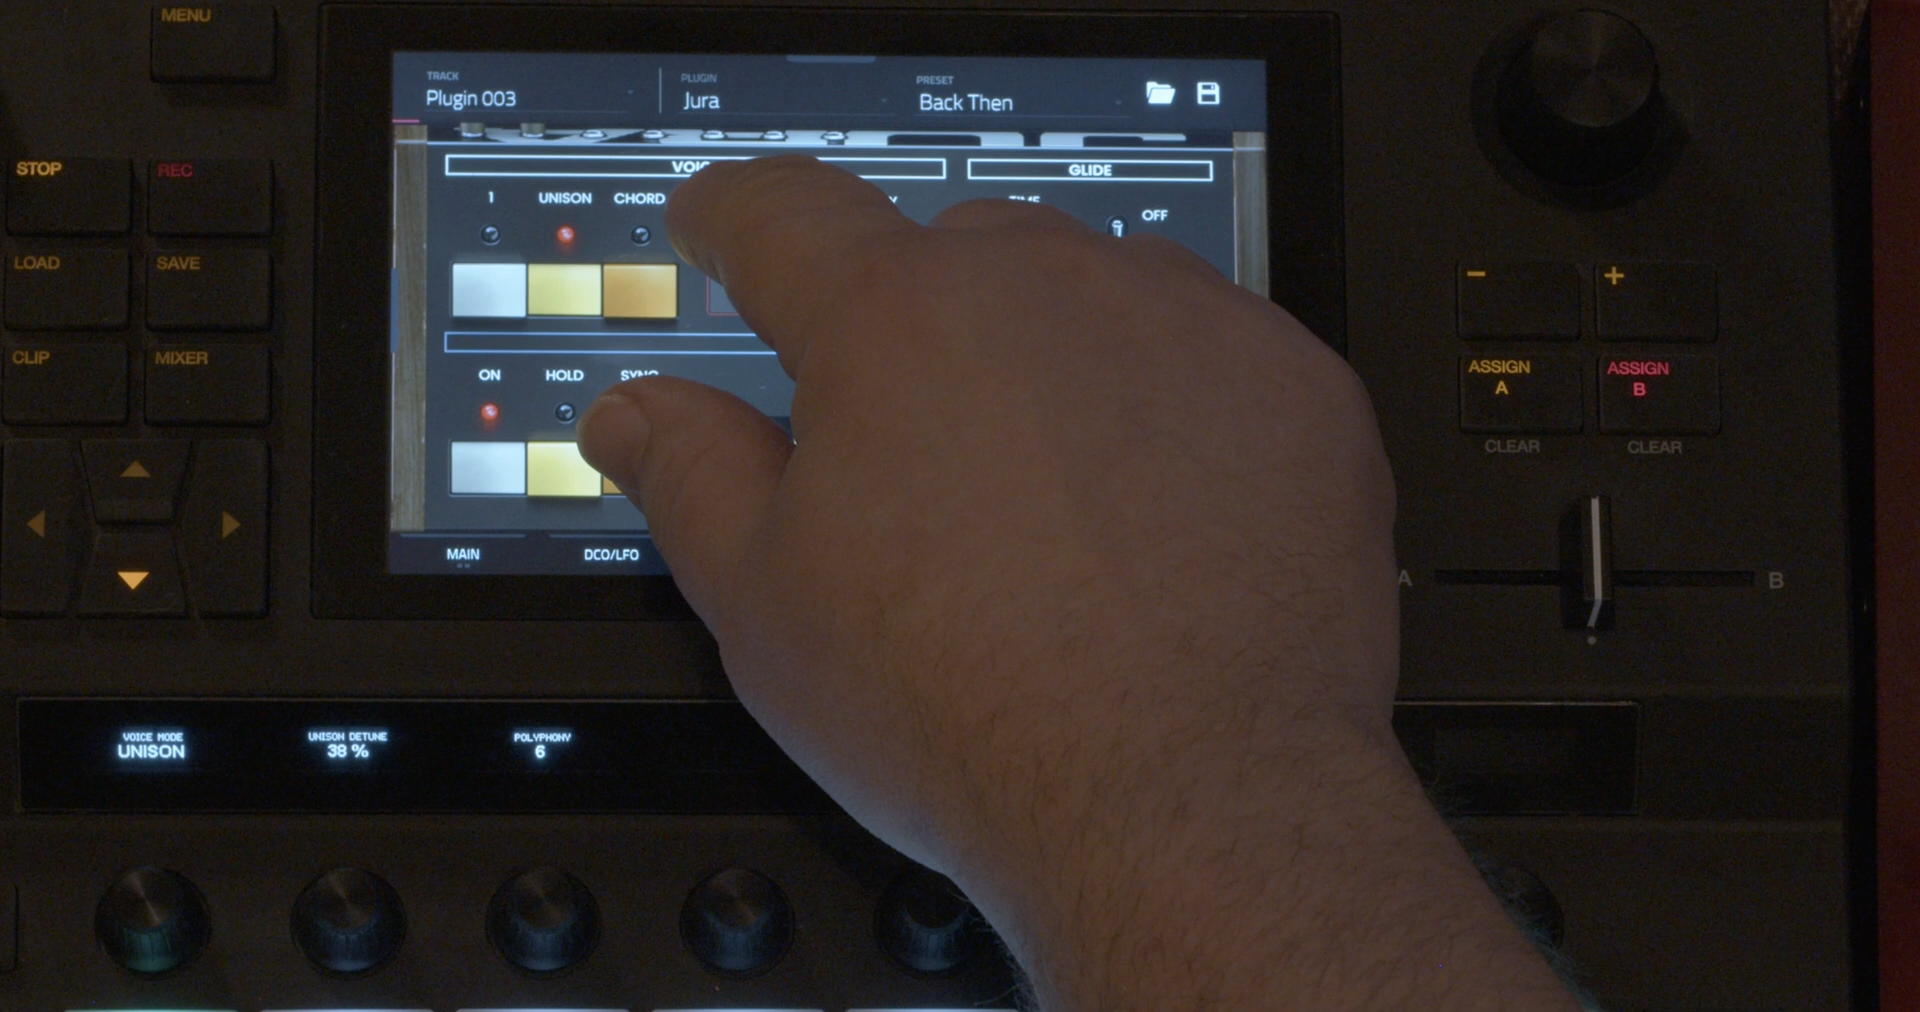 MENU
TRACK
Plugin 003
PLUGIN
Jura
PRESET
Back Then
STOP
REC
LOAD
SAVE
CLIP
MIXER
GLIDE
1
UNISON
CHORD
OFF
ON
HOLD
MAIN
DCO/LFO
- +
ASSIGN
A
ASSIGN
B
CLEAR
CLEAR
A
B
VOICE MODE
UNISON
UNISON DETUNE
38 %
POLYPHONY
6